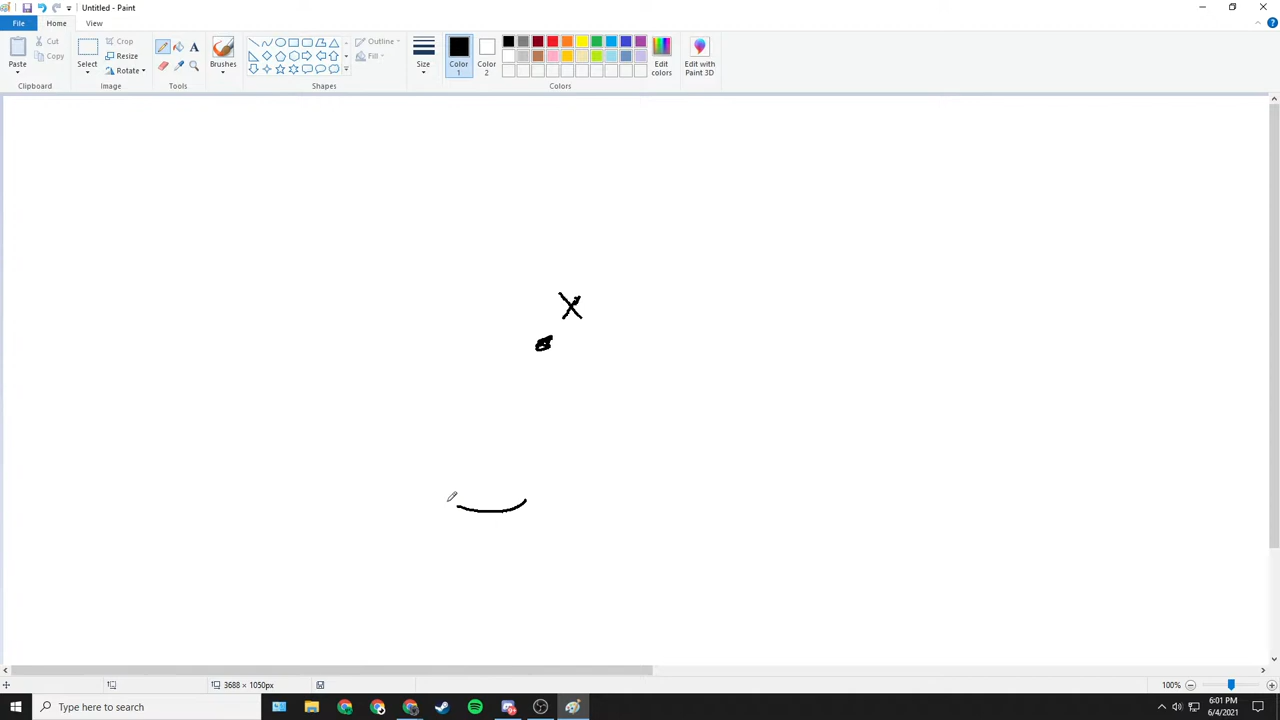 Untitled - Paint
File Home View
Paste
Cut
Copy
Clipboard
Select
Crop
Resize
Rotate
Image
A
Tools
Brushes
Outline
Fill
Shapes
Size
Color 1
Color 2
Edit colors
Colors
Edit with Paint 3D
X
3688 × 1050px
100%
Type here to search
6:01 PM
6/4/2021